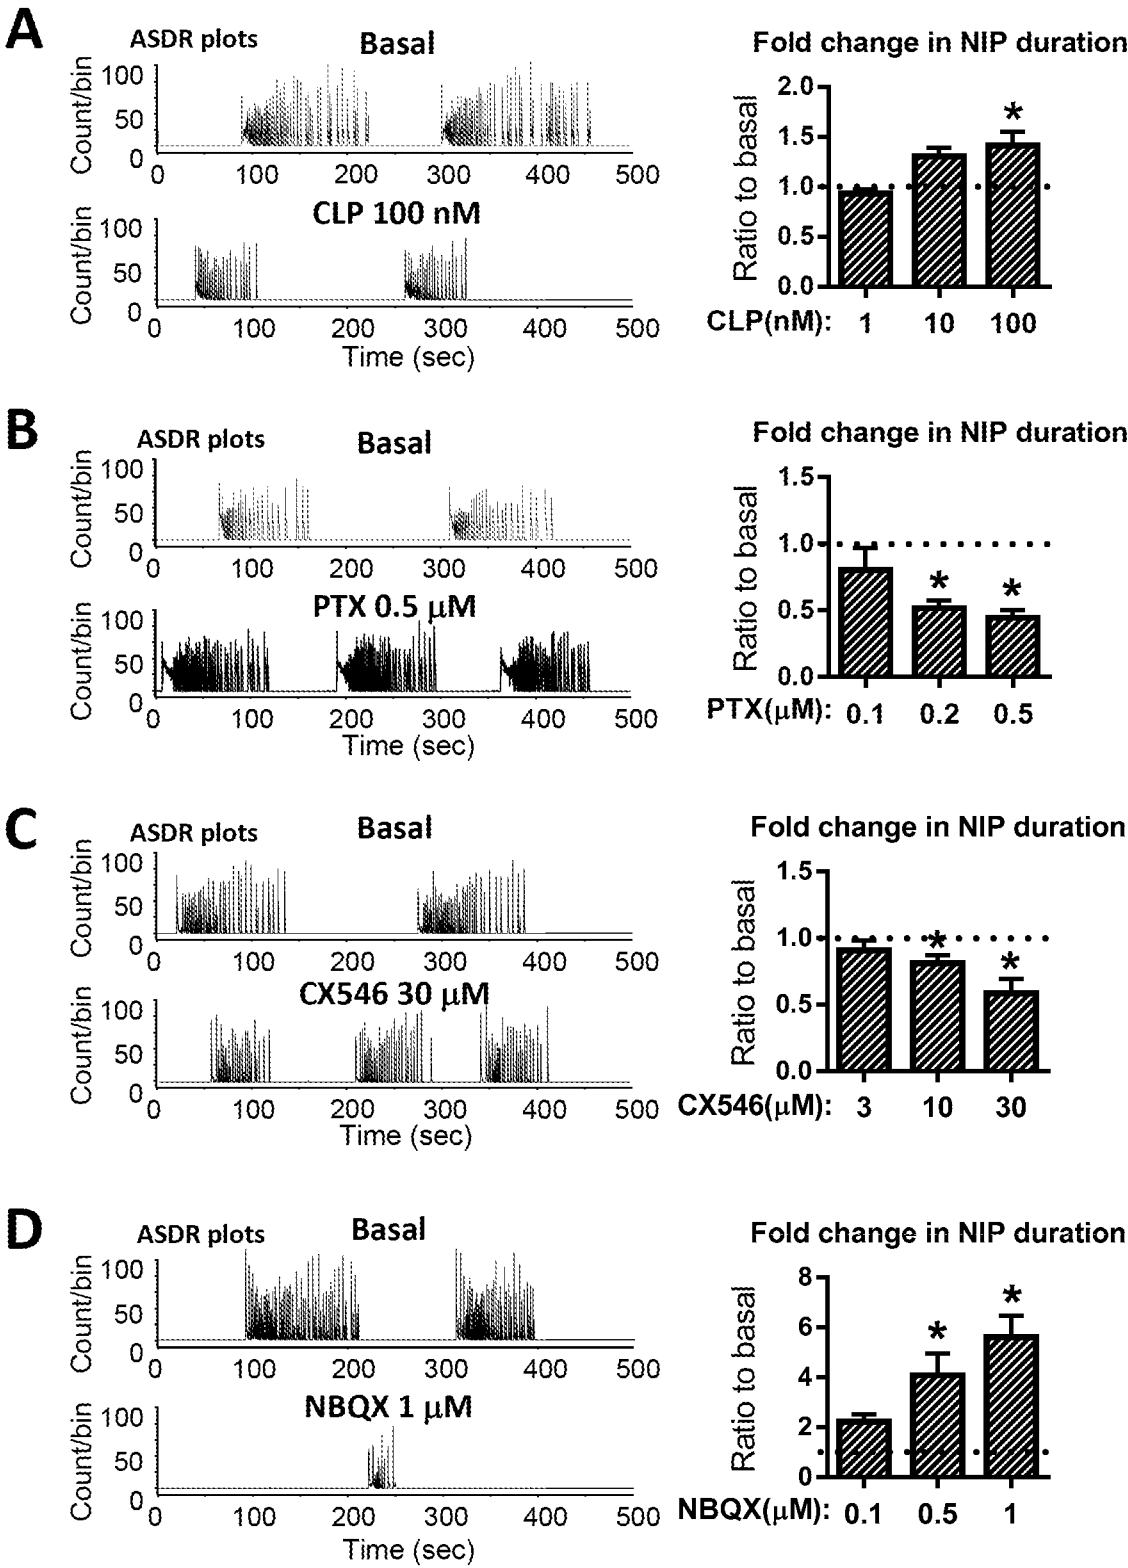 A
ASDR plots
Basal
Count/bin
100
50
0
0 100 200 300 400 500
CLP 100 nM
Count/bin
100
50
0
0 100 200 300 400 500
Time (sec)
Fold change in NIP duration
Ratio to basal
2.0
1.5
1.0
0.5
0.0
*
CLP(nM): 1 10 100
B
ASDR plots
Basal
Count/bin
100
50
0
0 100 200 300 400 500
PTX 0.5 μM
Count/bin
100
50
0
0 100 200 300 400 500
Time (sec)
Fold change in NIP duration
Ratio to basal
1.5
1.0
0.5
0.0
* *
PTX(μM): 0.1 0.2 0.5
C
ASDR plots
Basal
Count/bin
100
50
0
0 100 200 300 400 500
CX546 30 μM
Count/bin
100
50
0
0 100 200 300 400 500
Time (sec)
Fold change in NIP duration
Ratio to basal
1.5
1.0
0.5
0.0
* *
CX546(μM): 3 10 30
D
ASDR plots
Basal
Count/bin
100
50
0
0 100 200 300 400 500
NBQX 1 μM
Count/bin
100
50
0
0 100 200 300 400 500
Time (sec)
Fold change in NIP duration
Ratio to basal
8
6
4
2
0
* *
NBQX(μM): 0.1 0.5 1